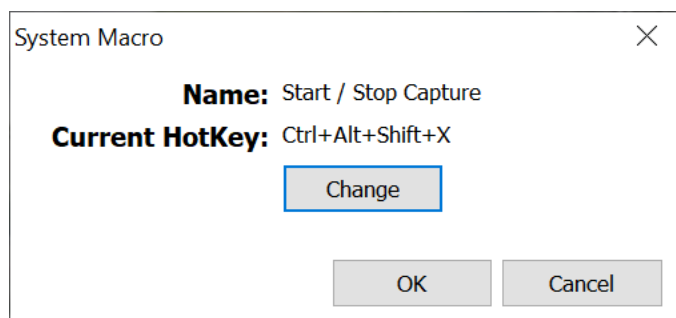 System Macro
Name: Start / Stop Capture
Current HotKey: Ctrl+Alt+Shift+X
Change
OK Cancel